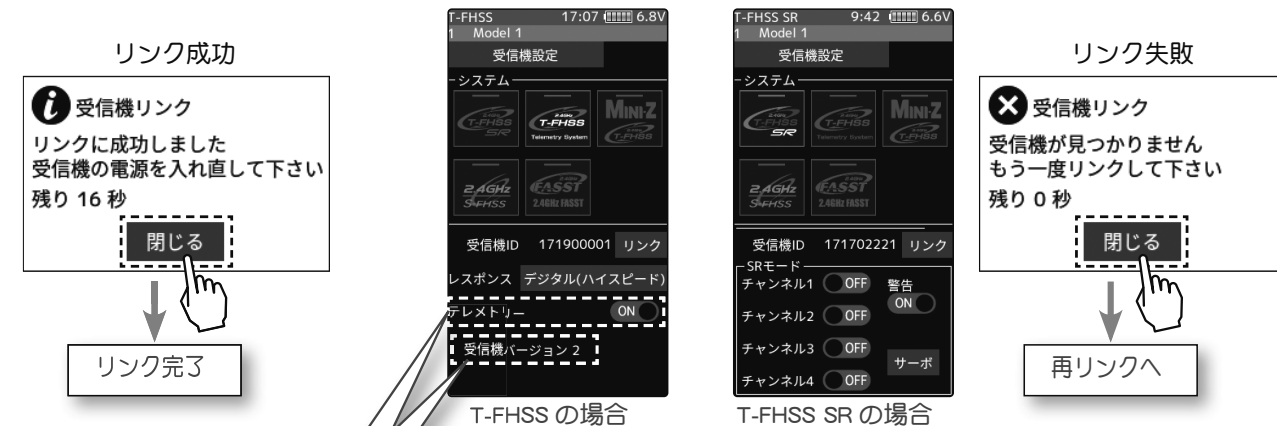 リンク成功
受信機リンク
リンクに成功しました
受信機の電源を入れ直して下さい
残り 16 秒
閉じる
リンク完了
T-FHSS 17:07 6.8V
1 Model 1
受信機設定
システム
2.4GHz T-FHSS SR
2.4GHz T-FHSS Telemetry System
MINI-Z T-FHSS
2.4GHz S-FHSS
FASST 2.4GHz FASST
受信機ID 171900001 リンク
レスポンス デジタル(ハイスピード)
テレメトリー ON
受信機バージョン 2
T-FHSS の場合
T-FHSS SR 9:42 6.6V
1 Model 1
受信機設定
システム
2.4GHz T-FHSS SR
2.4GHz T-FHSS Telemetry System
MINI-Z T-FHSS
2.4GHz S-FHSS
FASST 2.4GHz FASST
受信機ID 171702221 リンク
SRモード
チャンネル1 OFF 警告
ON
チャンネル2 OFF
チャンネル3 OFF
サーボ
チャンネル4 OFF
T-FHSS SR の場合
リンク失敗
受信機リンク
受信機が見つかりません
もう一度リンクして下さい
残り 0 秒
閉じる
再リンクへ